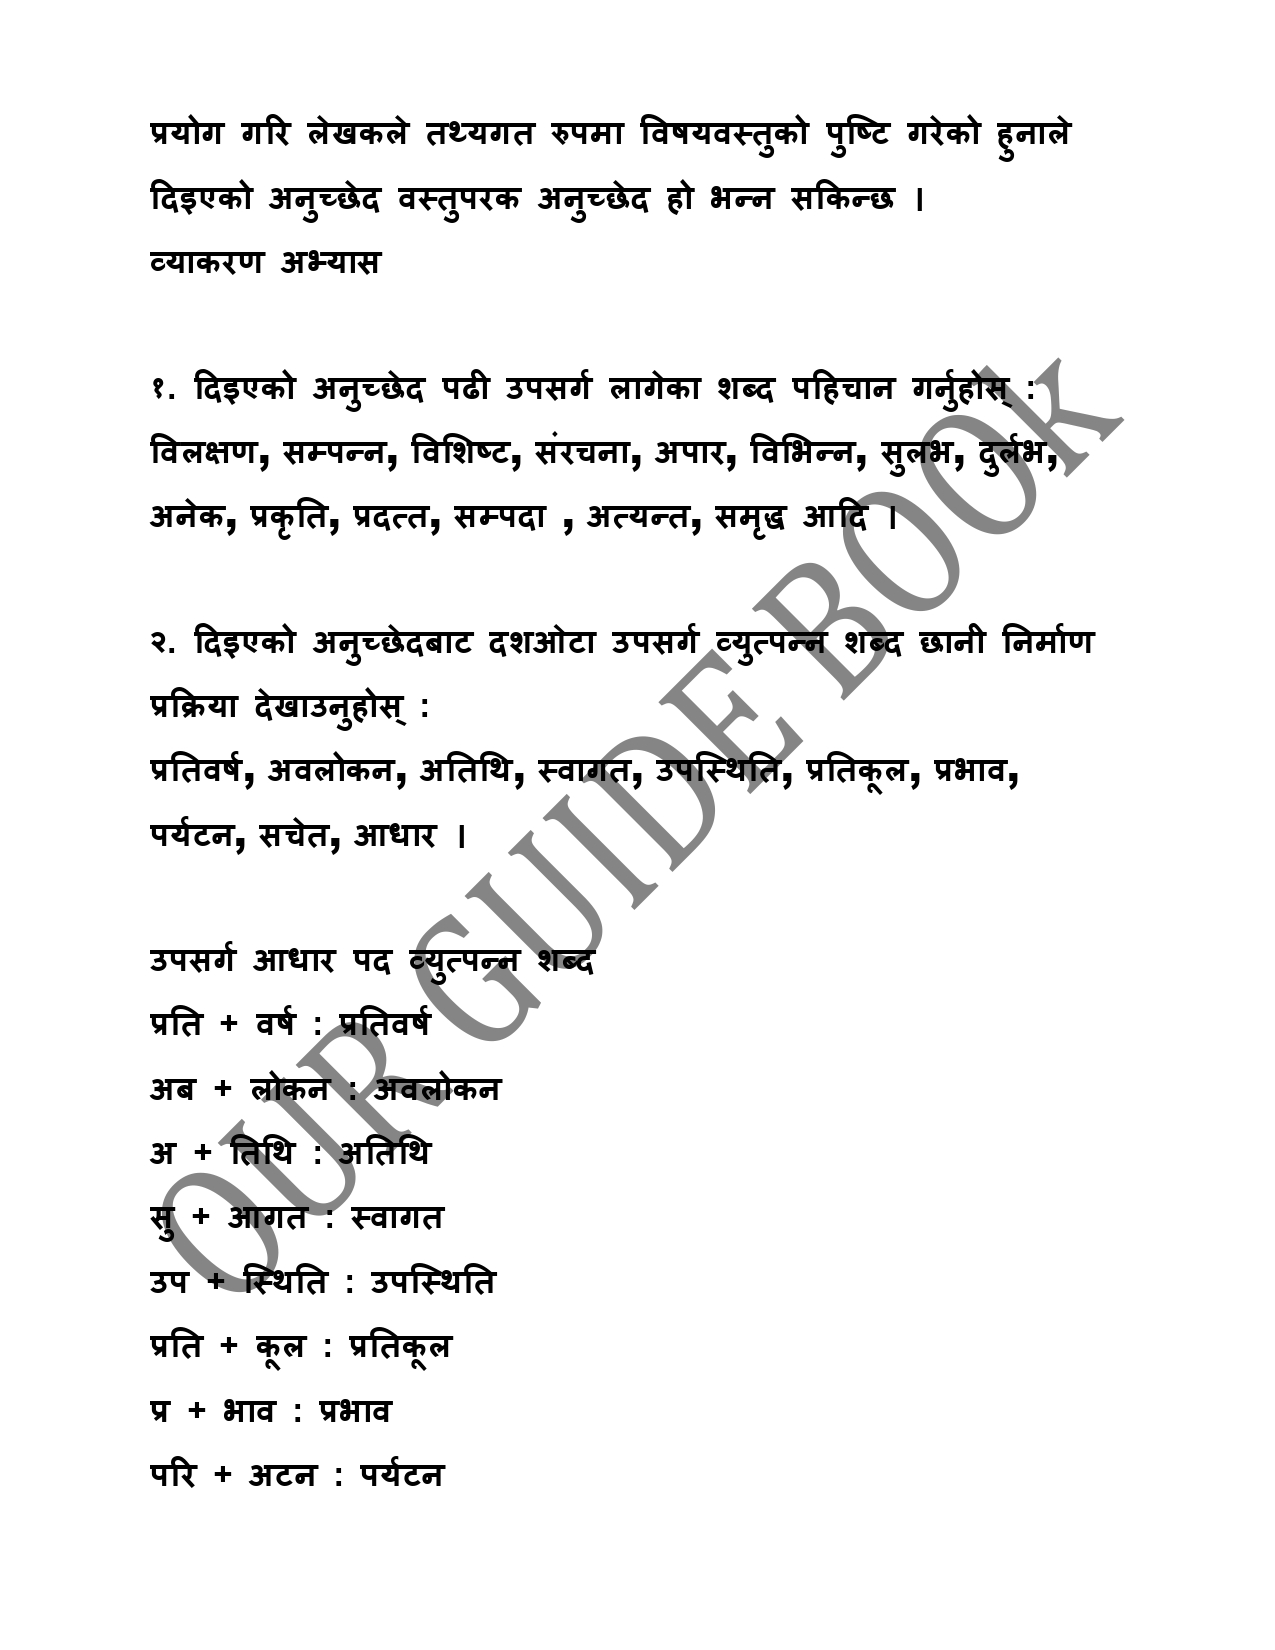 प्रयोग गरि लेखकले तथ्यगत रुपमा विषयवस्तुको पुष्टि गरेको हुनाले
दिइएको अनुच्छेद वस्तुपरक अनुच्छेद हो भन्न सकिन्छ ।
व्याकरण अभ्यास
१. दिइएको अनुच्छेद पढी उपसर्ग लागेका शब्द पहिचान गर्नुहोस् :
विलक्षण, सम्पन्न, विशिष्ट, संरचना, अपार, विभिन्न, सुलभ, दुर्लभ,
अनेक, प्रकृति, प्रदत्त, सम्पदा , अत्यन्त, समृद्ध आदि ।
२. दिइएको अनुच्छेदबाट दशओटा उपसर्ग व्युत्पन्न शब्द छानी निर्माण
प्रक्रिया देखाउनुहोस् :
प्रतिवर्ष, अवलोकन, अतिथि, स्वागत, उपस्थिति, प्रतिकूल, प्रभाव,
पर्यटन, सचेत, आधार ।
उपसर्ग आधार पद व्युत्पन्न शब्द
प्रति + वर्ष : प्रतिवर्ष
अब + लोकन : अवलोकन
अ + तिथि : अतिथि
सु + आगत : स्वागत
उप + स्थिति : उपस्थिति
प्रति + कूल : प्रतिकूल
प्र + भाव : प्रभाव
परि + अटन : पर्यटन
OUR GUIDE BOOk